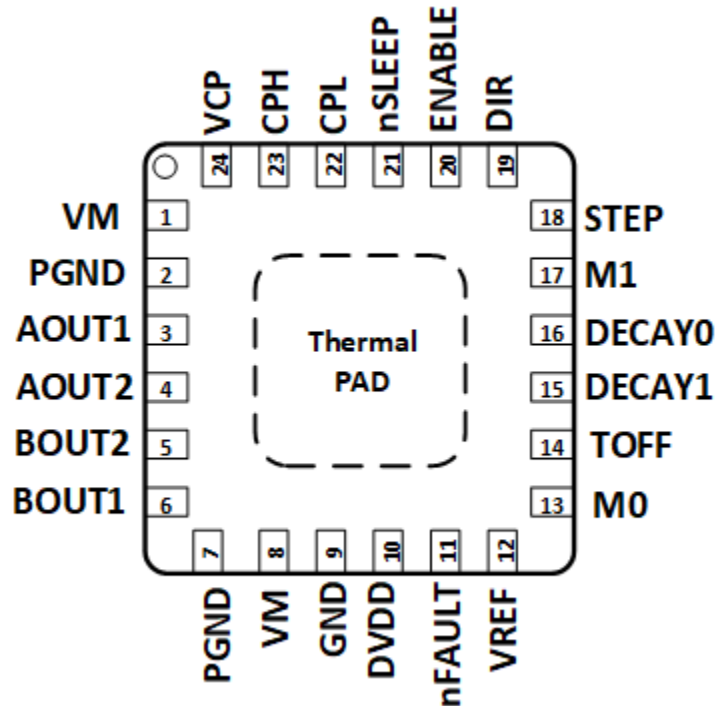 VCP CPH CPL nSLEEP ENABLE DIR
24 23 22 21 20 19
VM 1 18 STEP
PGND 2 17 M1
AOUT1 3 16 DECAY0
AOUT2 4 15 DECAY1
BOUT2 5 14 TOFF
BOUT1 6 13 M0
Thermal
PAD
7 8 9 10 11 12
PGND VM GND DVDD nFAULT VREF